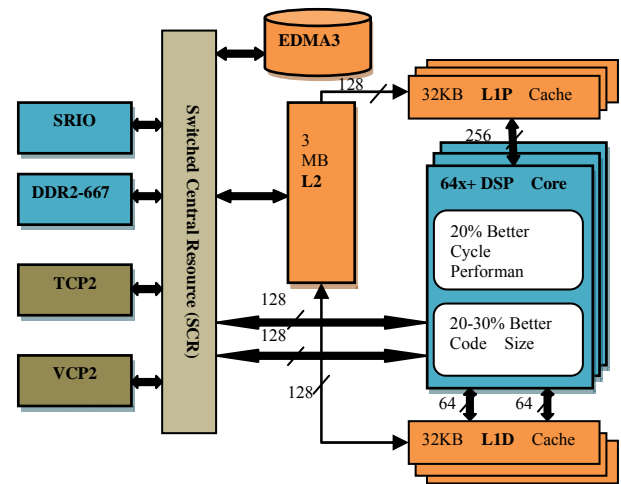 EDMA3
128
32KB L1P Cache
SRIO
256
3
MB
L2
64x+ DSP Core
DDR2-667
Switched Central Resource (SCR)
20% Better
Cycle
Performan
TCP2
128
20-30% Better
Code Size
128
VCP2
128
64
64
32KB L1D Cache